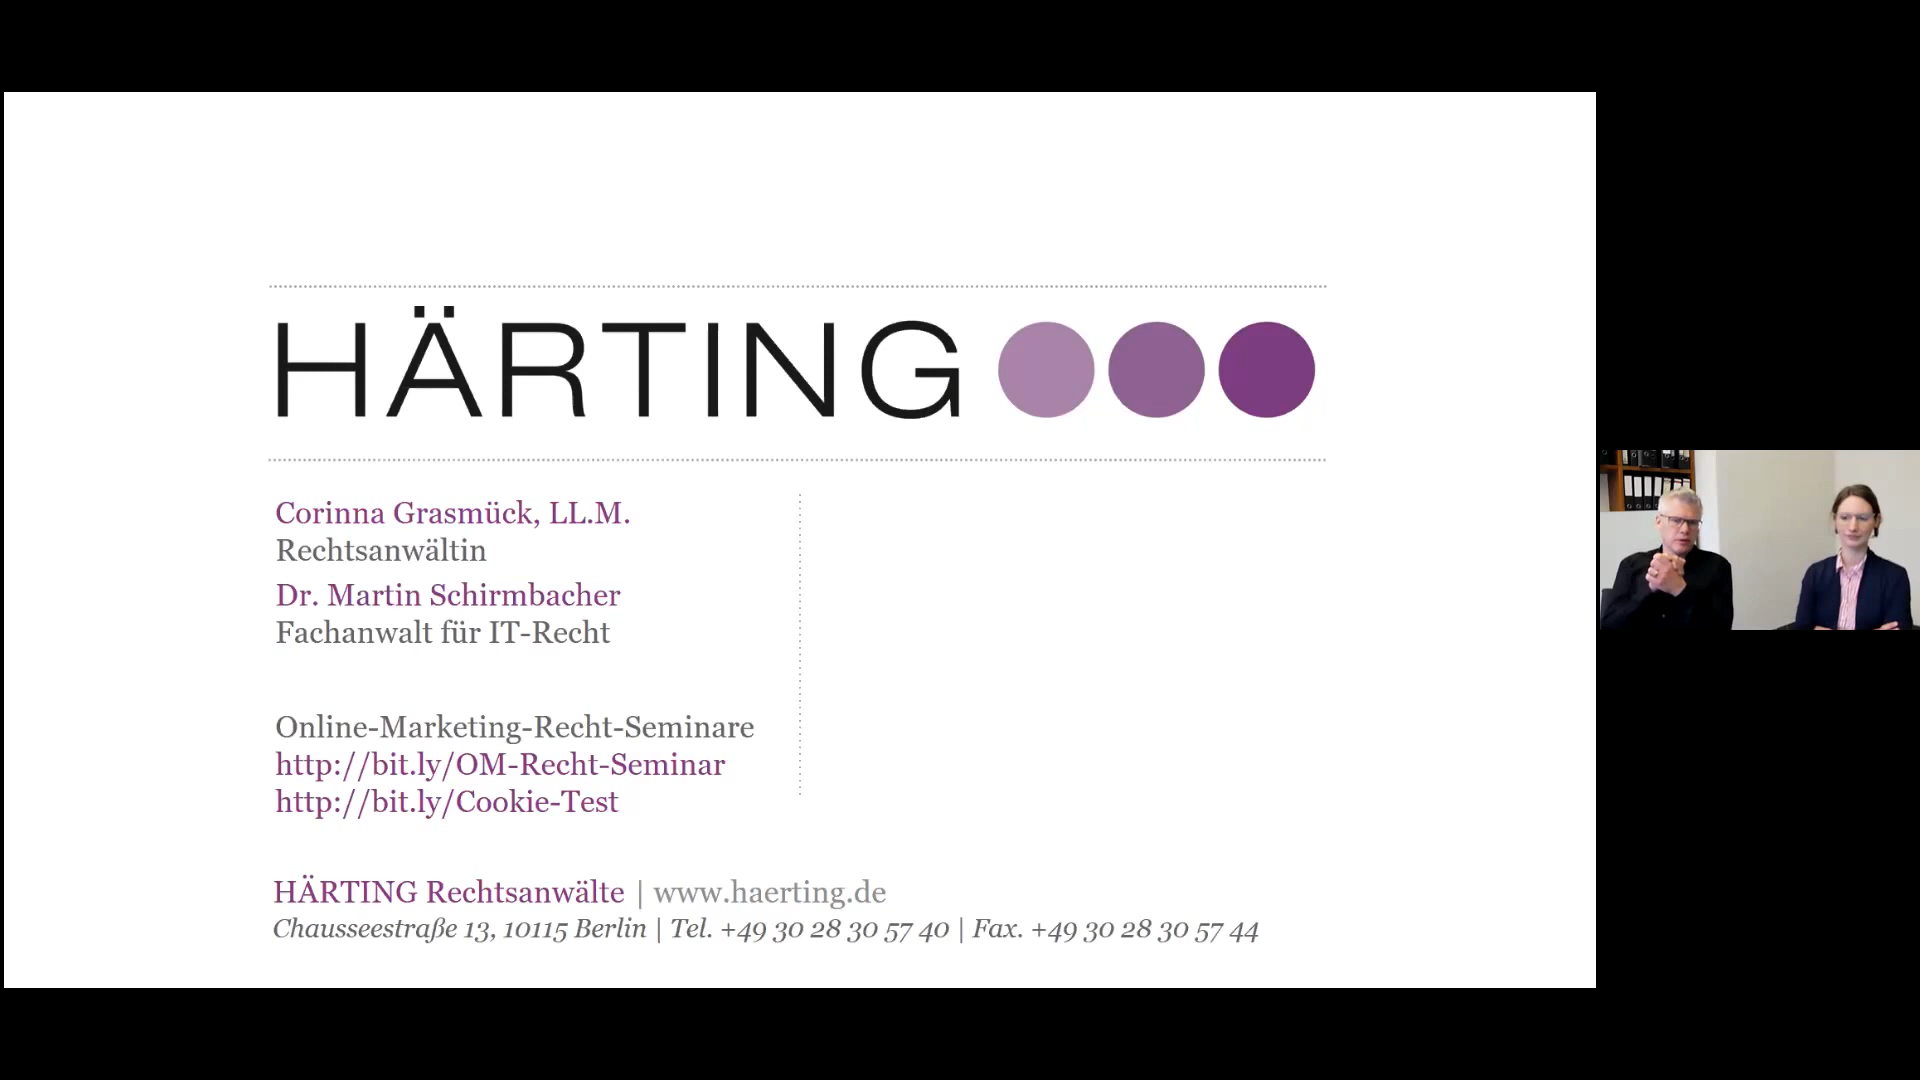 HÄRTING
Corinna Grasmück, LL.M.
Rechtsanwältin
Dr. Martin Schirmbacher
Fachanwalt für IT-Recht
Online-Marketing-Recht-Seminare
http://bit.ly/OM-Recht-Seminar
http://bit.ly/Cookie-Test
HÄRTING Rechtsanwälte | www.haerting.de
Chausseestraße 13, 10115 Berlin | Tel. +49 30 28 30 57 40 | Fax. +49 30 28 30 57 44